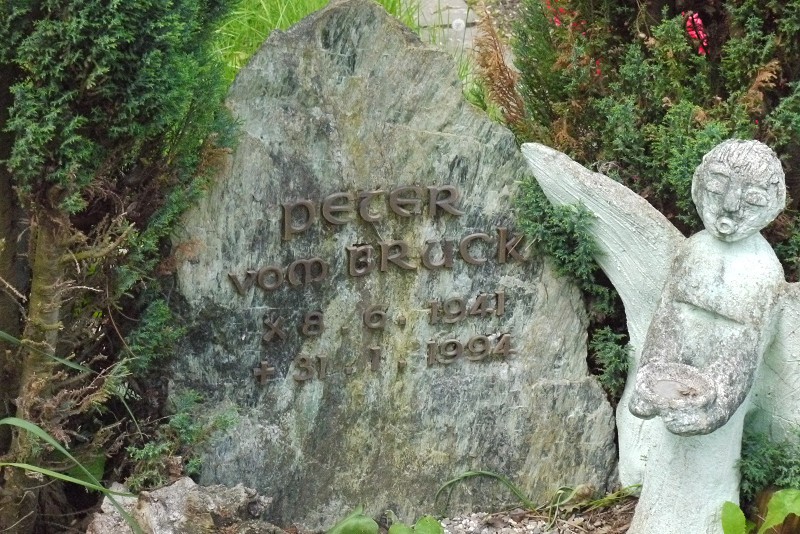 PETER
vom BRUCK
x 8. 6. 1941
+ 31. 1. 1994